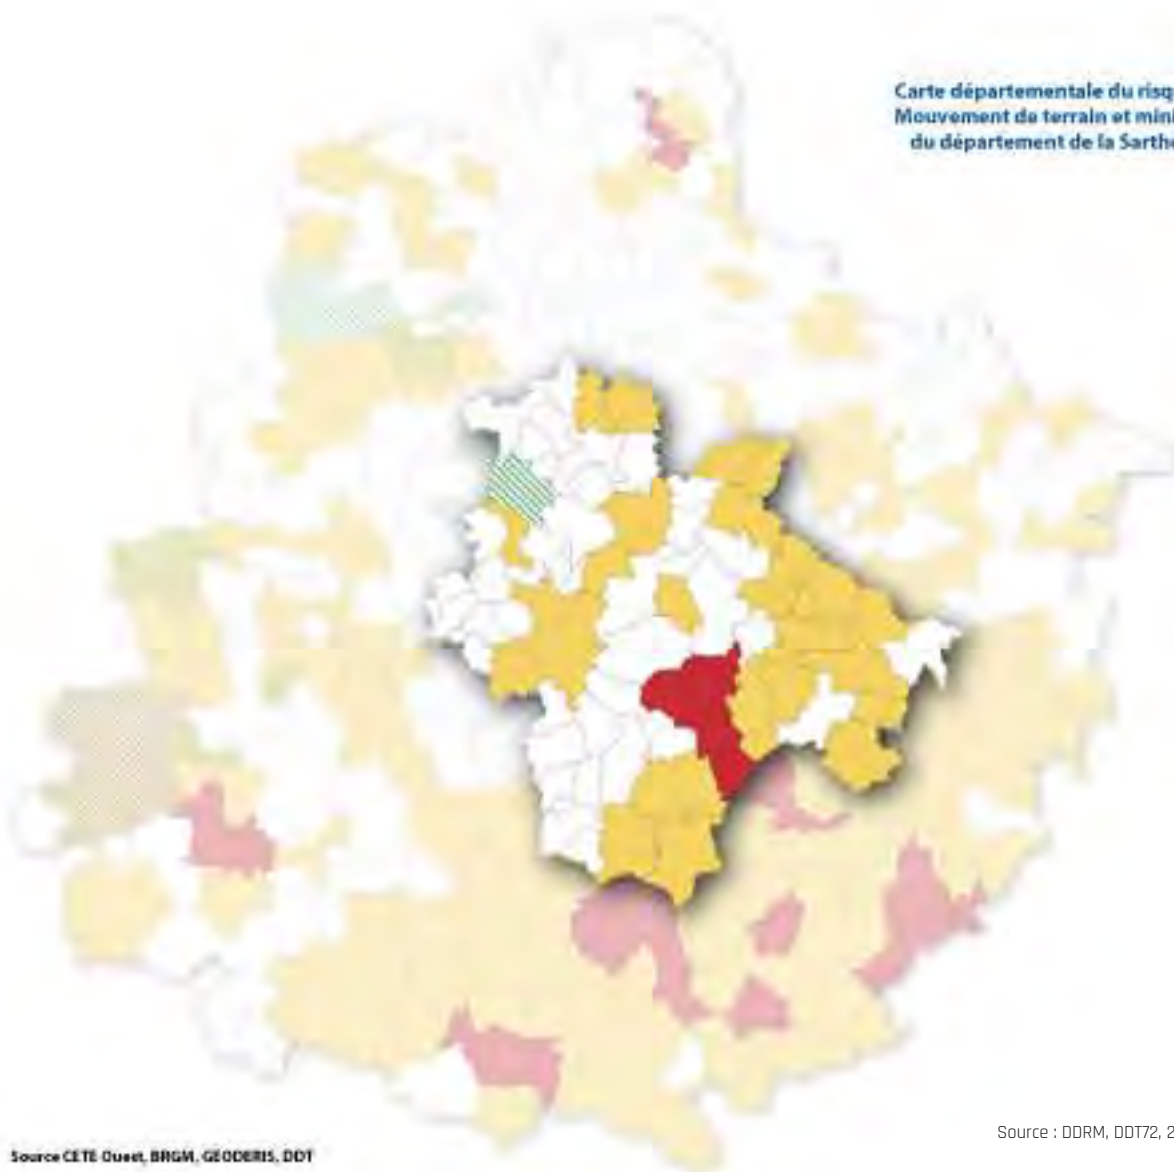 Carte départementale du risq
Mouvement de terrain et mini
du département de la Sarthe
Source : DDRM, DDT72, 2
Source CETE Ouest, BRGM, GEODERIS, DDT